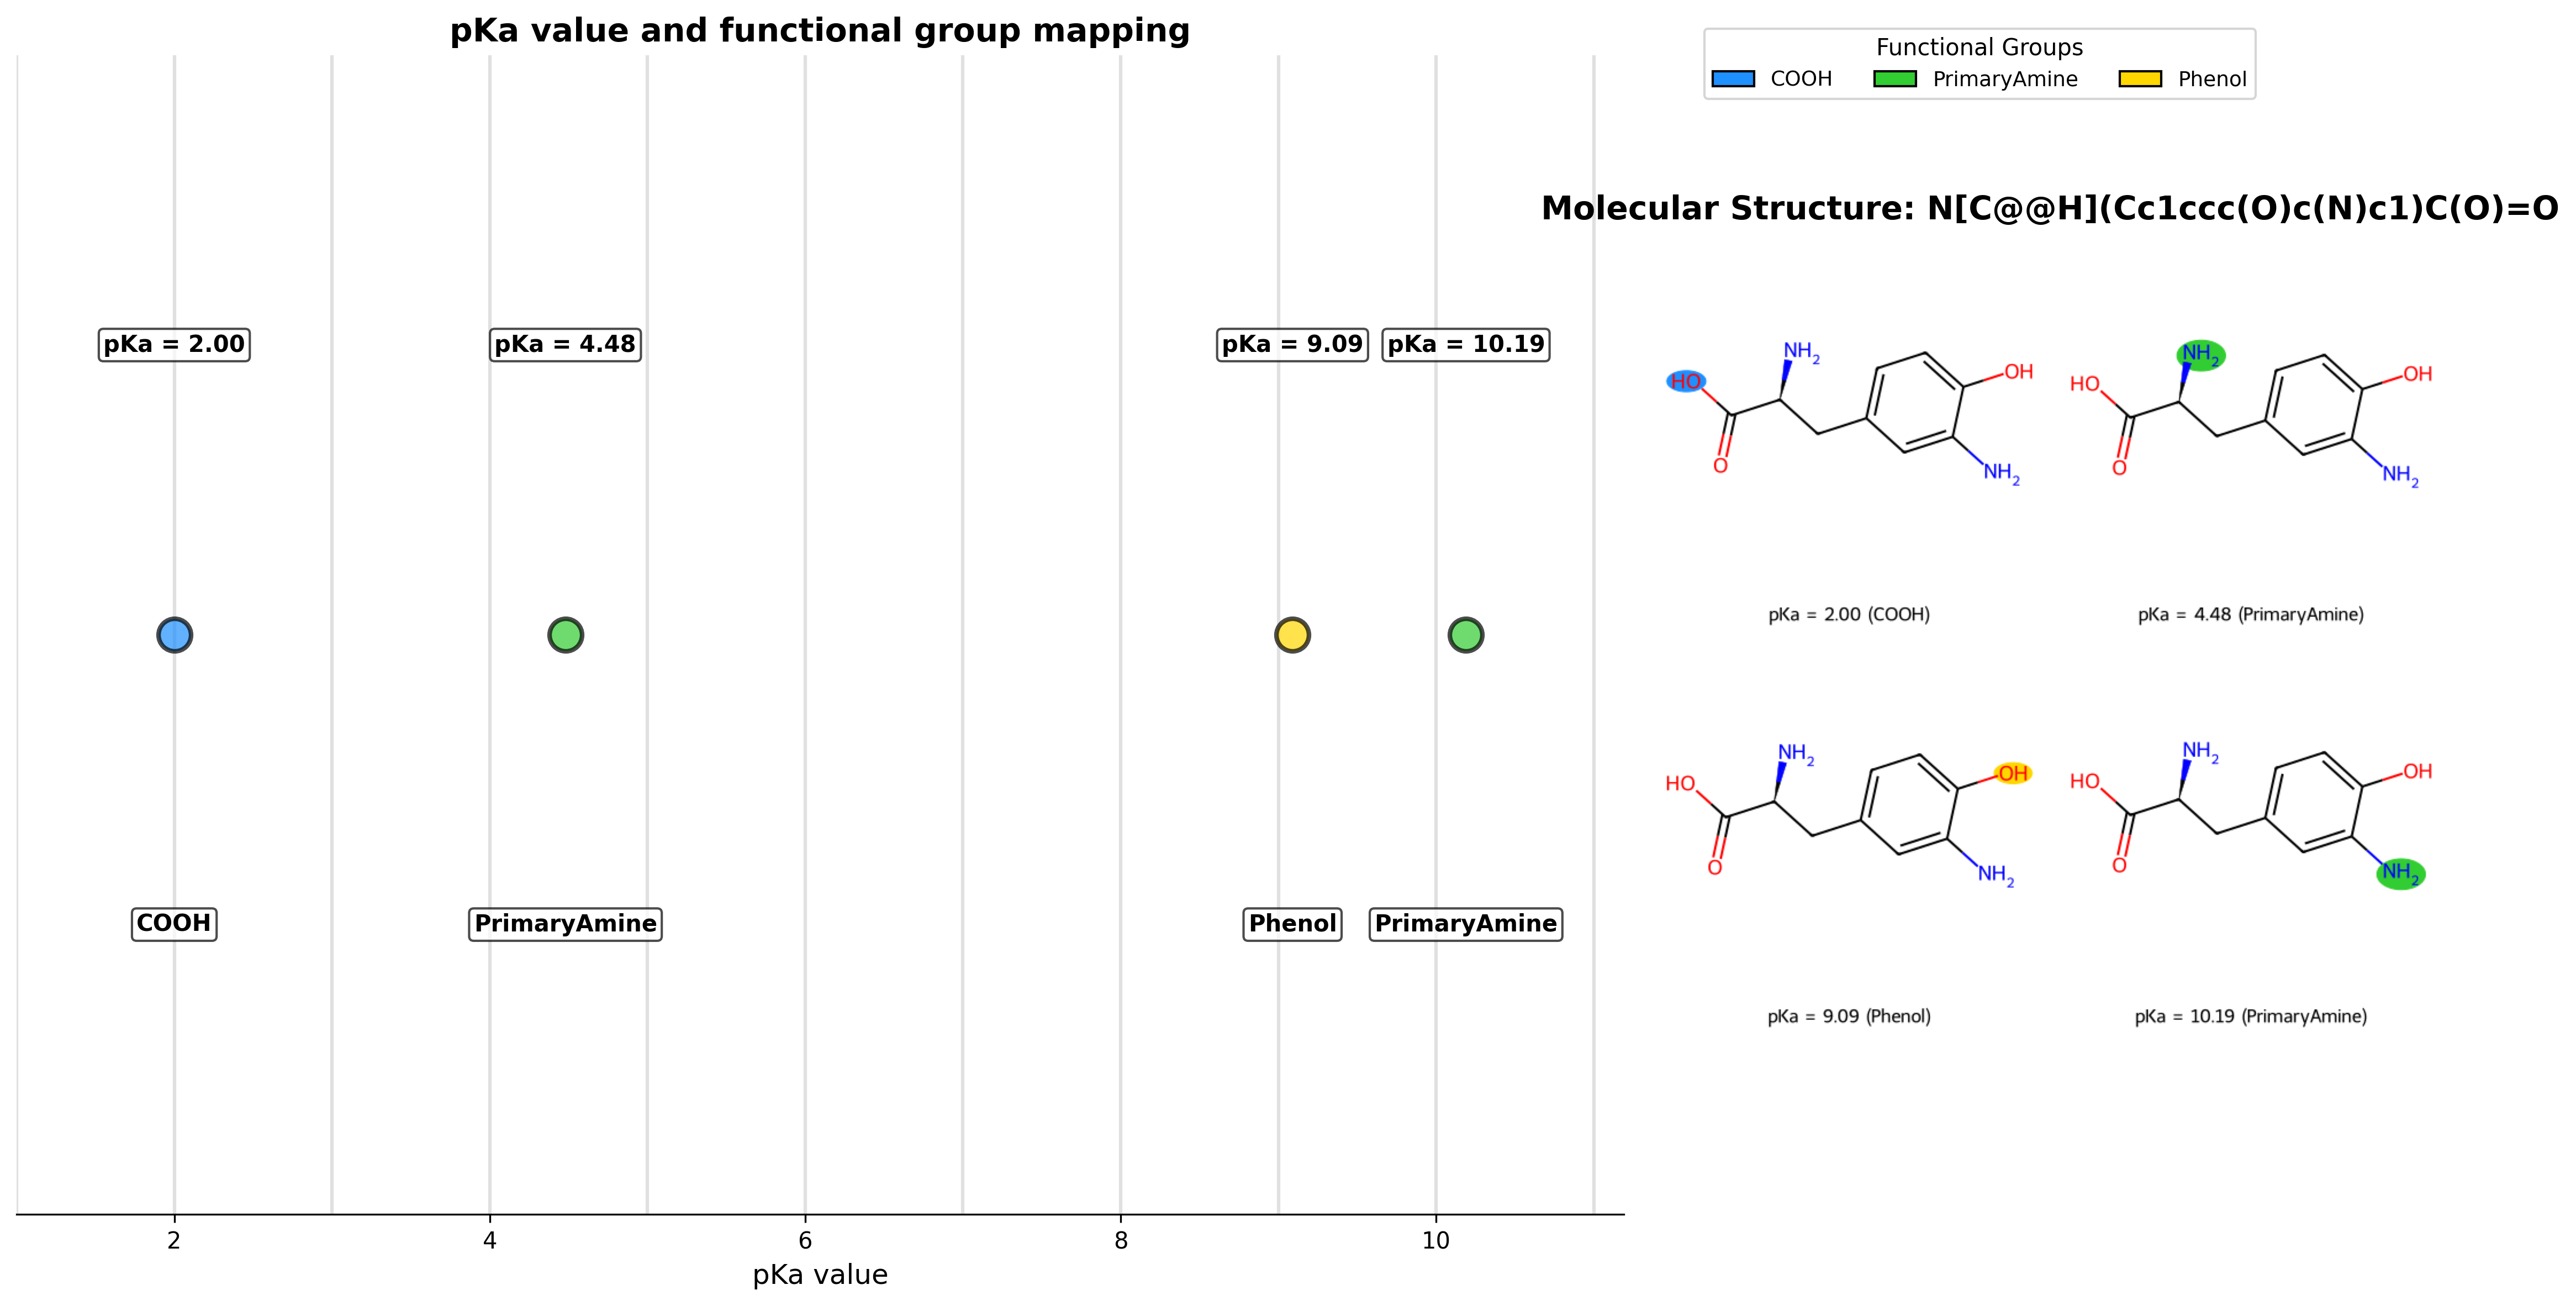 pKa value and functional group mapping
Functional Groups
COOH PrimaryAmine Phenol
Molecular Structure: N[C@@H](Cc1ccc(O)c(N)c1)C(O)=O
pKa = 2.00 pKa = 4.48 pKa = 9.09 pKa = 10.19
COOH PrimaryAmine Phenol PrimaryAmine
2 4 6 8 10
pKa value
NH2
HO OH
O
NH2
pKa = 2.00 (COOH)
NH2
HO OH
O
NH2
pKa = 4.48 (PrimaryAmine)
NH2
HO OH
O
NH2
pKa = 9.09 (Phenol)
NH2
HO OH
O
NH2
pKa = 10.19 (PrimaryAmine)